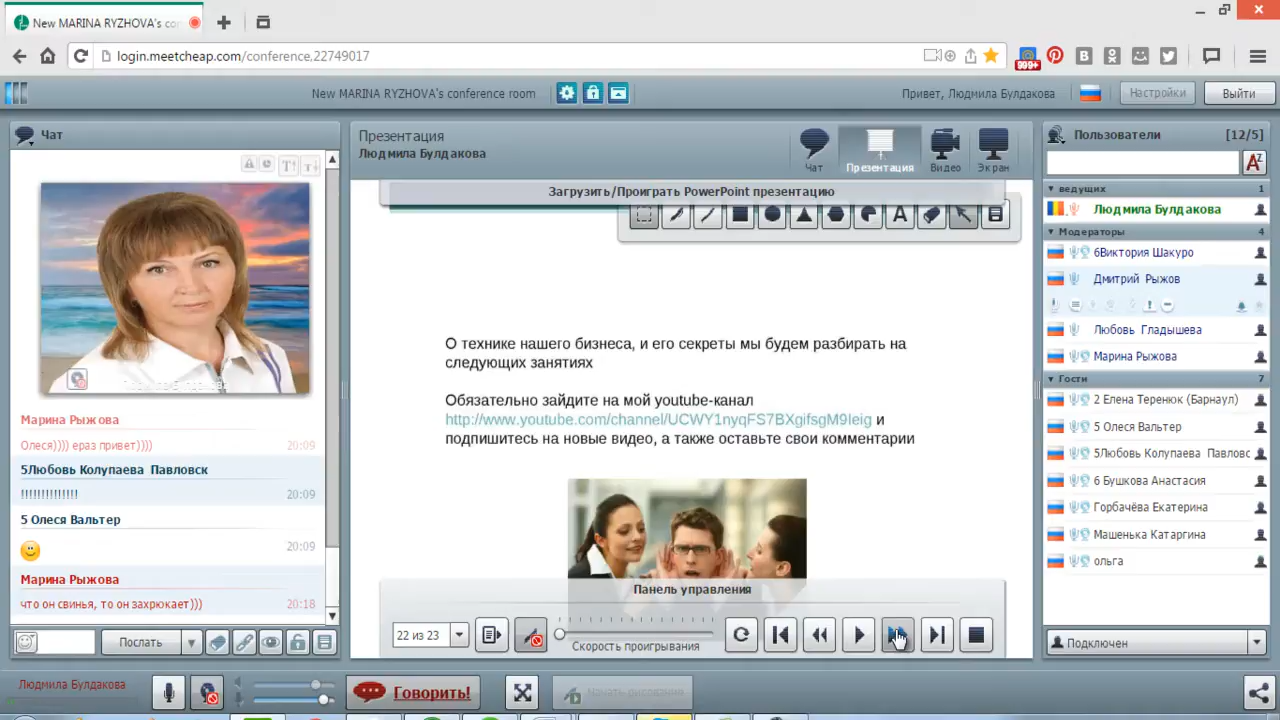 New MARINA RYZHOVA's con
login.meetcheap.com/conference,22749017
999+
New MARINA RYZHOVA's conference room
Привет, Людмила Булдакова
Настройки
Выйти
Чат
Марина Рыжова
Олеся)))) ераз привет))))
20:09
5Любовь Колупаева Павловск
!!!!!!!!!!!!!!
20:09
5 Олеся Вальтер
20:09
Марина Рыжова
что он свинья, то он захрюкает)))
20:18
Послать
Презентация
Людмила Булдакова
Чат
Презентация
Видео
Экран
Загрузить/Проиграть PowerPoint презентацию
О технике нашего бизнеса, и его секреты мы будем разбирать на
следующих занятиях
Обязательно зайдите на мой youtube-канал
http://www.youtube.com/channel/UCWY1nyqFS7BXgifsgM9Ieig и
подпишитесь на новые видео, а также оставьте свои комментарии
Панель управления
22 из 23
Скорость проигрывания
Пользователи
[12/5]
ведущих 1
Людмила Булдакова
Модераторы 4
6Виктория Шакуро
Дмитрий Рыжов
Любовь Гладышева
Марина Рыжова
Гости 7
2 Елена Теренюк (Барнаул)
5 Олеся Вальтер
5Любовь Колупаева Павловс
6 Бушкова Анастасия
Горбачёва Екатерина
Машенька Катаргина
ольга
Подключен
Людмила Булдакова
Говорить!
Начать рисование